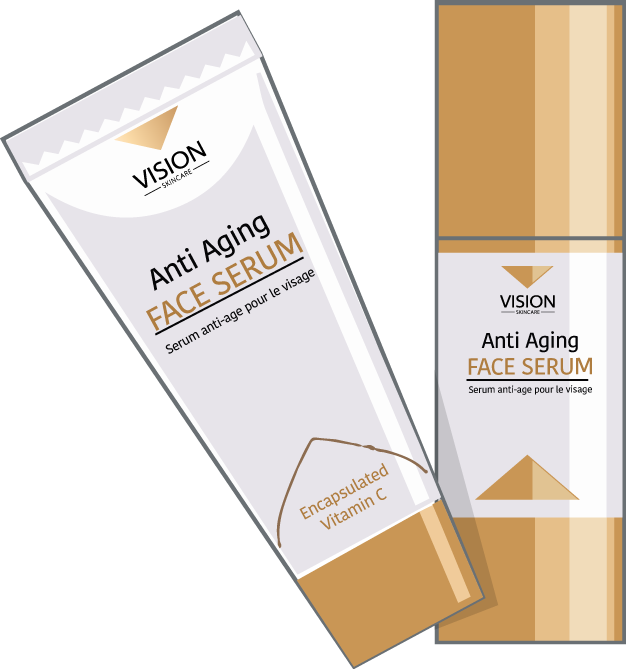 VISION
SKINCARE
Anti Aging
FACE SERUM
Serum anti-age pour le visage
Encapsulated
Vitamin C
VISION
SKINCARE
Anti Aging
FACE SERUM
Serum anti-age pour le visage